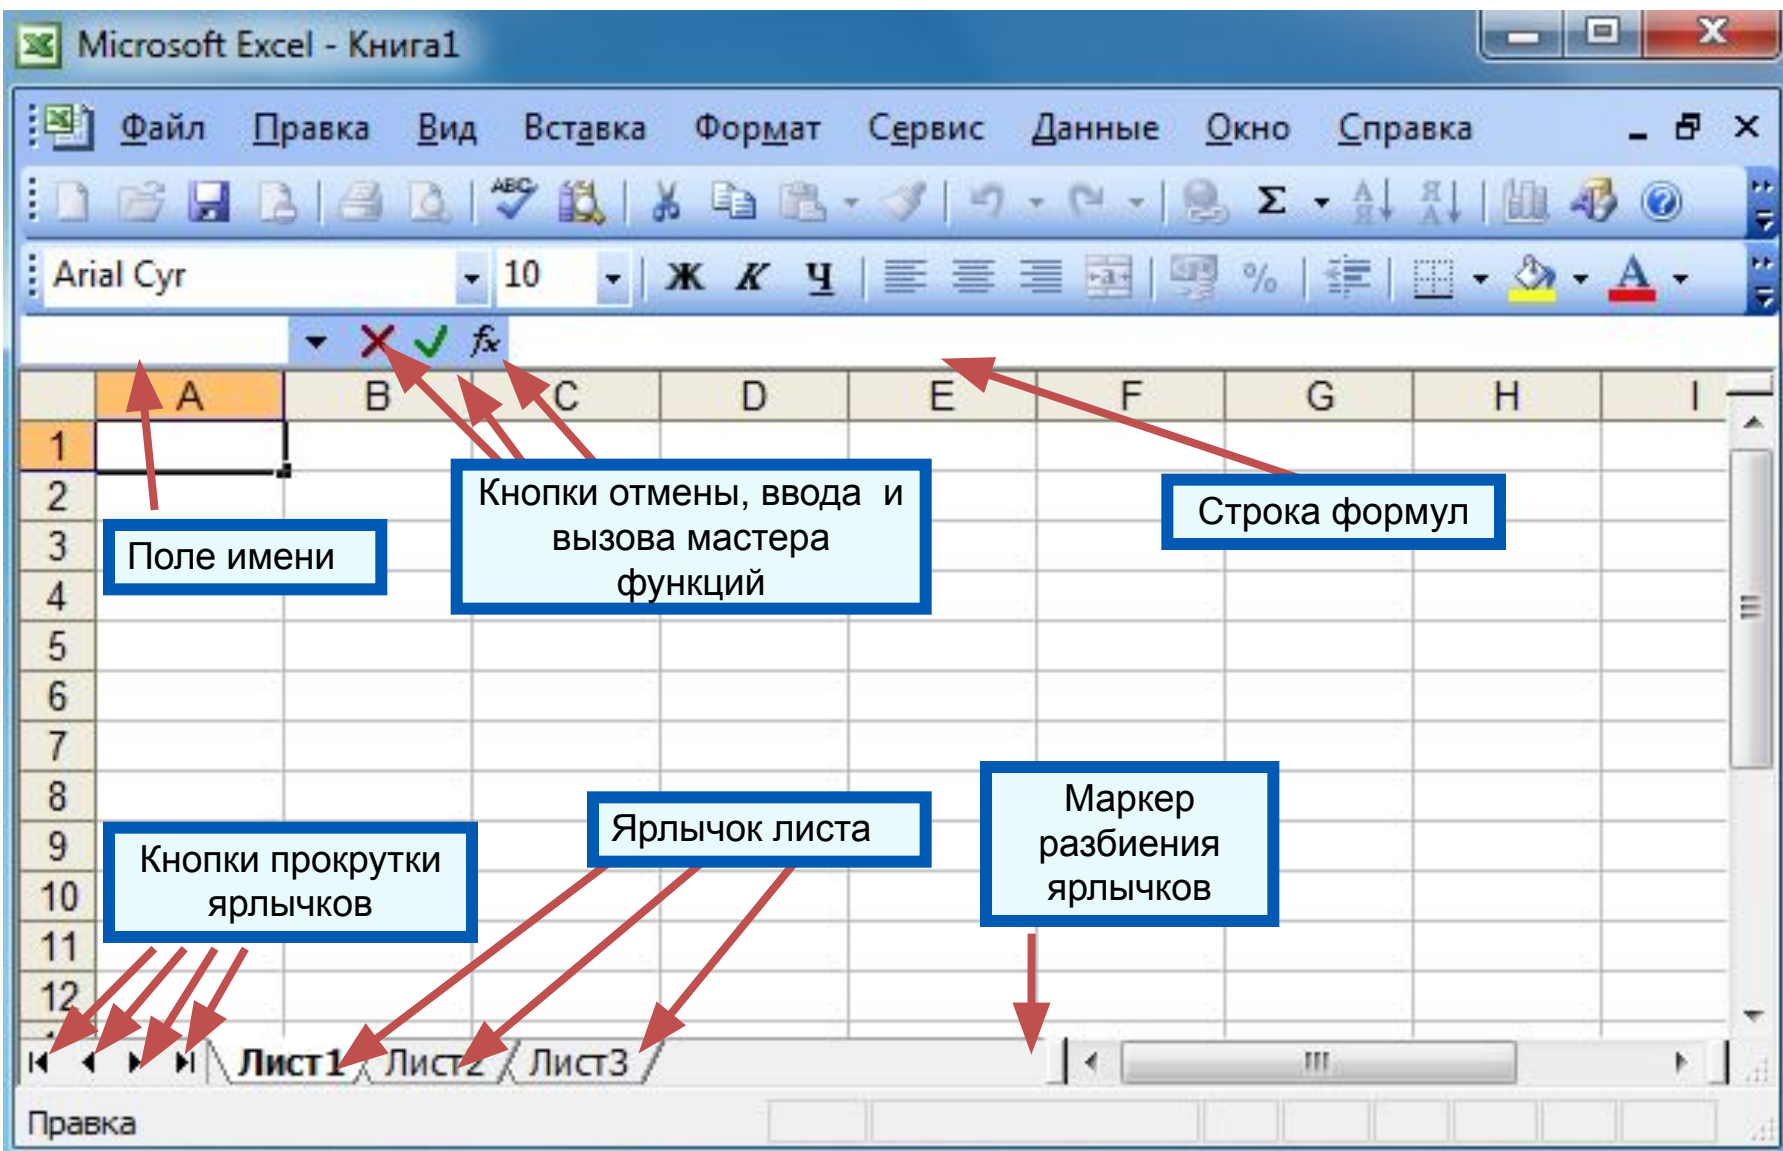 Microsoft Excel - Книга1
Файл Правка Вид Вставка Формат Сервис Данные Окно Справка
Arial Cyr 10 Ж К Ч %
A B C D E F G H I
1
2
3
4
5
6
7
8
9
10
11
12
Поле имени
Кнопки отмены, ввода и
вызова мастера
функций
Строка формул
Кнопки прокрутки
ярлычков
Ярлычок листа
Маркер
разбиения
ярлычков
Лист1 Лист2 Лист3
Правка